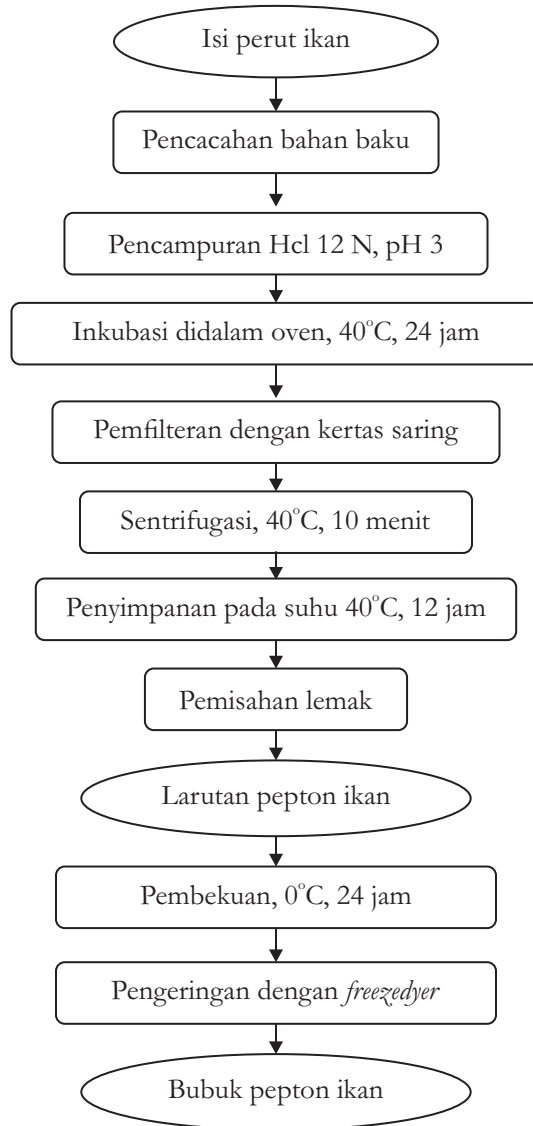 Isi perut ikan
Pencacahan bahan baku
Pencampuran Hcl 12 N, pH 3
Inkubasi didalam oven, 40°C, 24 jam
Pemfilteran dengan kertas saring
Sentrifugasi, 40°C, 10 menit
Penyimpanan pada suhu 40°C, 12 jam
Pemisahan lemak
Larutan pepton ikan
Pembekuan, 0°C, 24 jam
Pengeringan dengan freezedyer
Bubuk pepton ikan